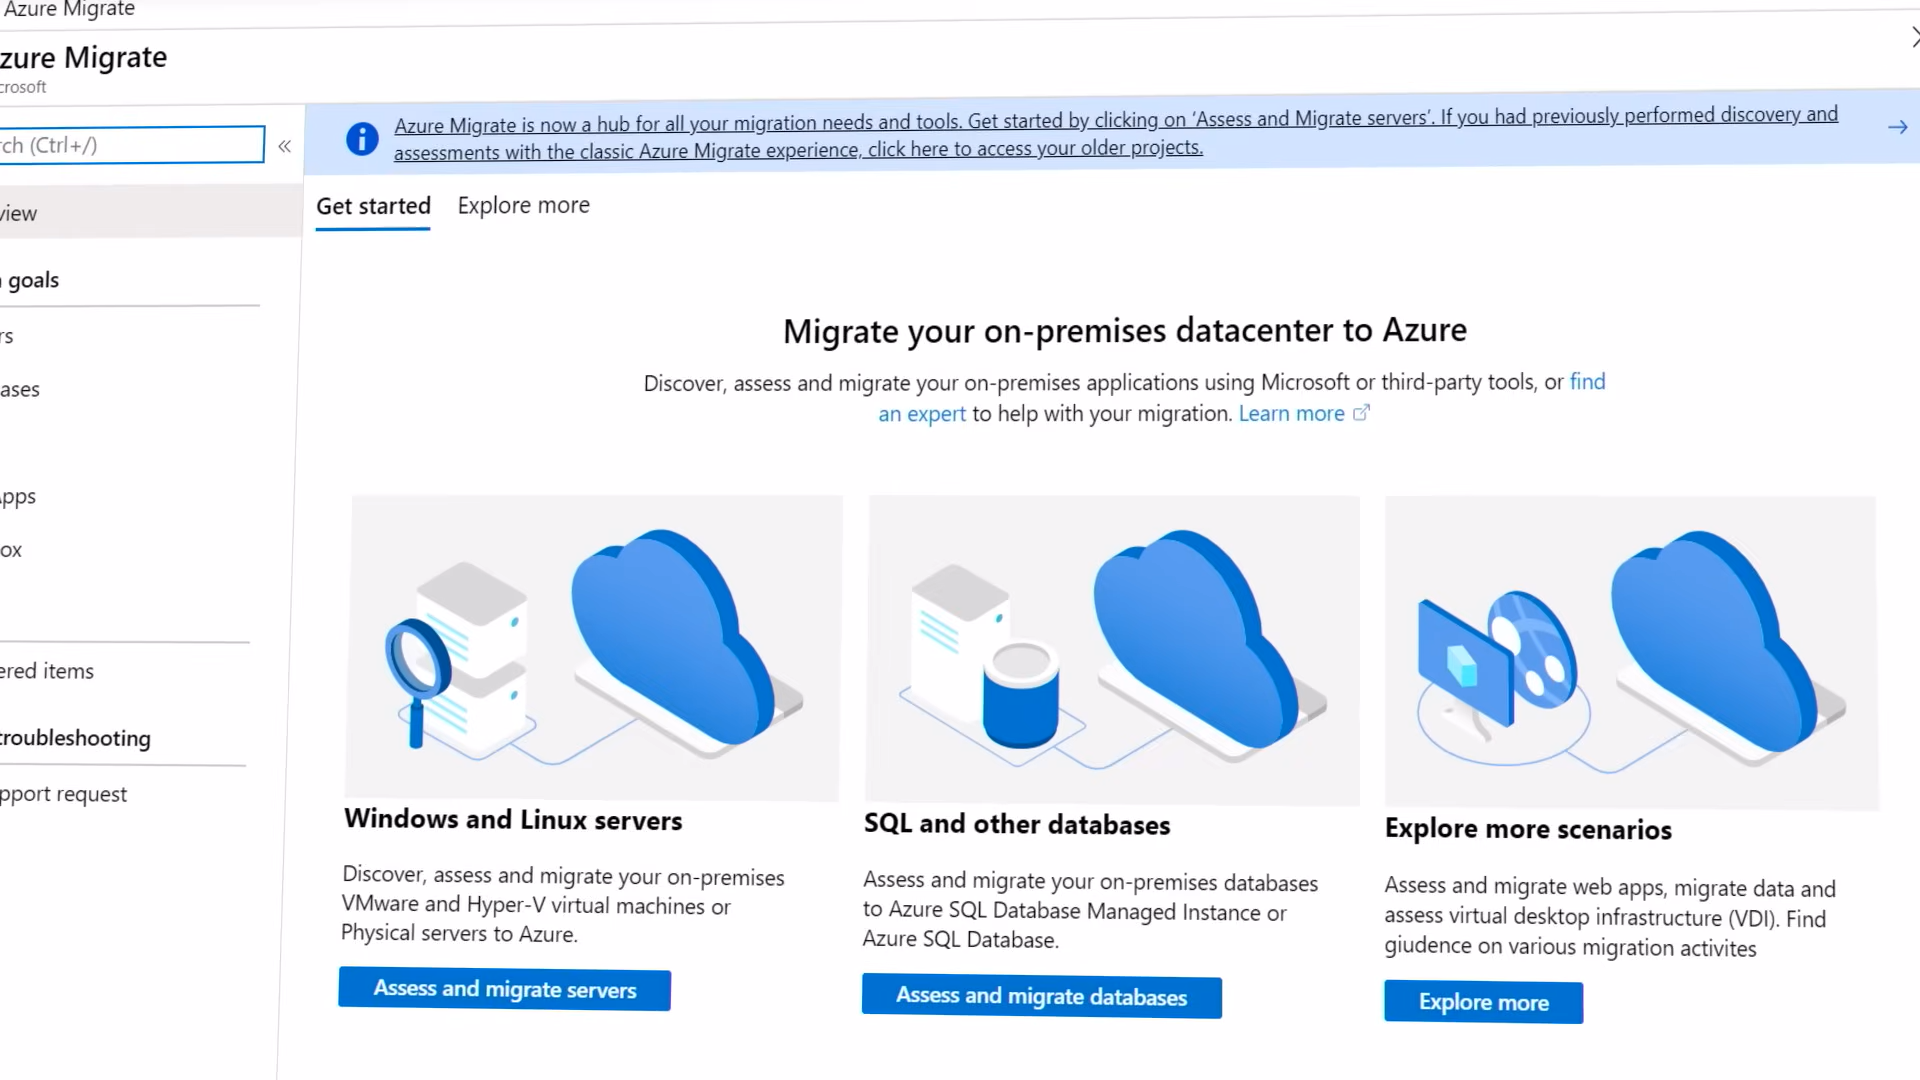 Azure Migrate
zure Migrate
crosoft
rch (Ctrl+/)
«
view
goals
rs
ases
pps
ox
ered items
troubleshooting
pport request
Azure Migrate is now a hub for all your migration needs and tools. Get started by clicking on ‘Assess and Migrate servers’. If you had previously performed discovery and
assessments with the classic Azure Migrate experience, click here to access your older projects.
Get started Explore more
Migrate your on-premises datacenter to Azure
Discover, assess and migrate your on-premises applications using Microsoft or third-party tools, or find
an expert to help with your migration. Learn more
Windows and Linux servers
Discover, assess and migrate your on-premises
VMware and Hyper-V virtual machines or
Physical servers to Azure.
Assess and migrate servers
SQL and other databases
Assess and migrate your on-premises databases
to Azure SQL Database Managed Instance or
Azure SQL Database.
Assess and migrate databases
Explore more scenarios
Assess and migrate web apps, migrate data and
assess virtual desktop infrastructure (VDI). Find
giudence on various migration activites
Explore more